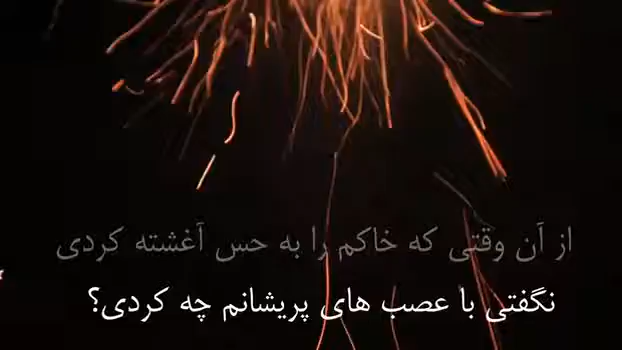 از آن وقتی که خاکم را به حس آغشته کردی
نگفتی با عصب های پریشانم چه کردی؟